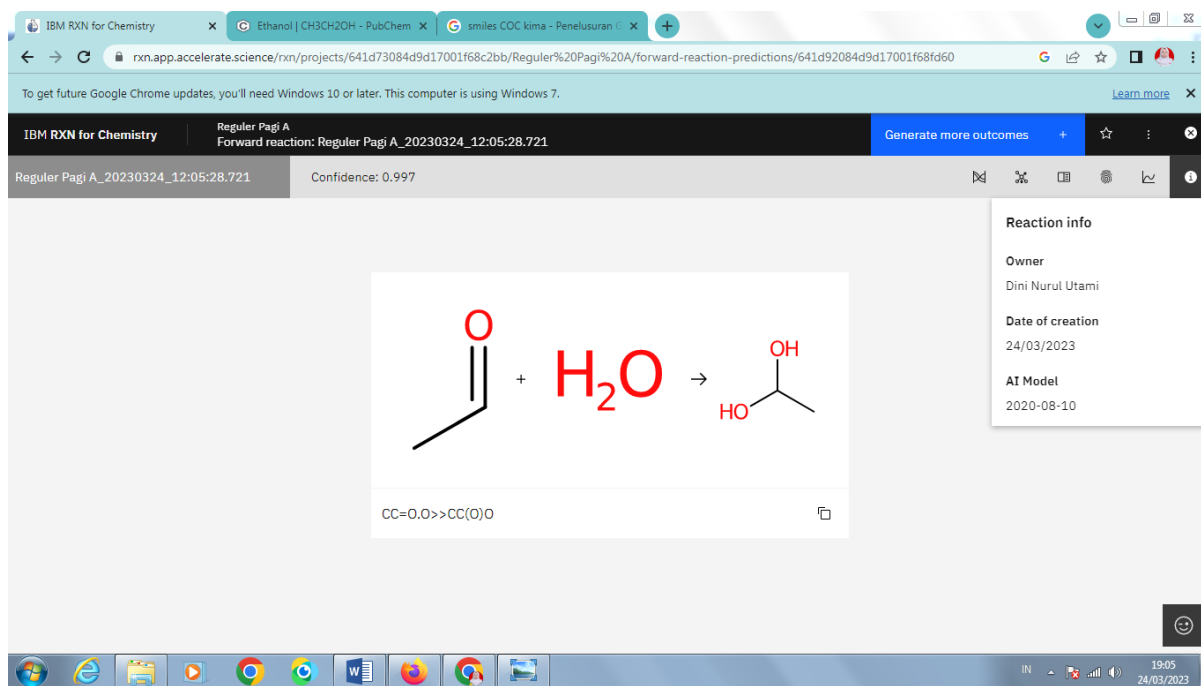 IBM RXN for Chemistry
Ethanol | CH3CH2OH - PubChem
smiles COC kima - Penelusuran G
rxn.app.accelerate.science/rxn/projects/641d73084d9d17001f68c2bb/Reguler%20Pagi%20A/forward-reaction-predictions/641d92084d9d17001f68fd60
To get future Google Chrome updates, you'll need Windows 10 or later. This computer is using Windows 7.
Learn more
IBM RXN for Chemistry
Reguler Pagi A
Forward reaction: Reguler Pagi A_20230324_12:05:28.721
Generate more outcomes +
Reguler Pagi A_20230324_12:05:28.721
Confidence: 0.997
Reaction info
Owner
Dini Nurul Utami
Date of creation
24/03/2023
AI Model
2020-08-10
O
+ H₂O →
OH
HO
CC=O.O>>CC(O)O
IN
19:05
24/03/2023